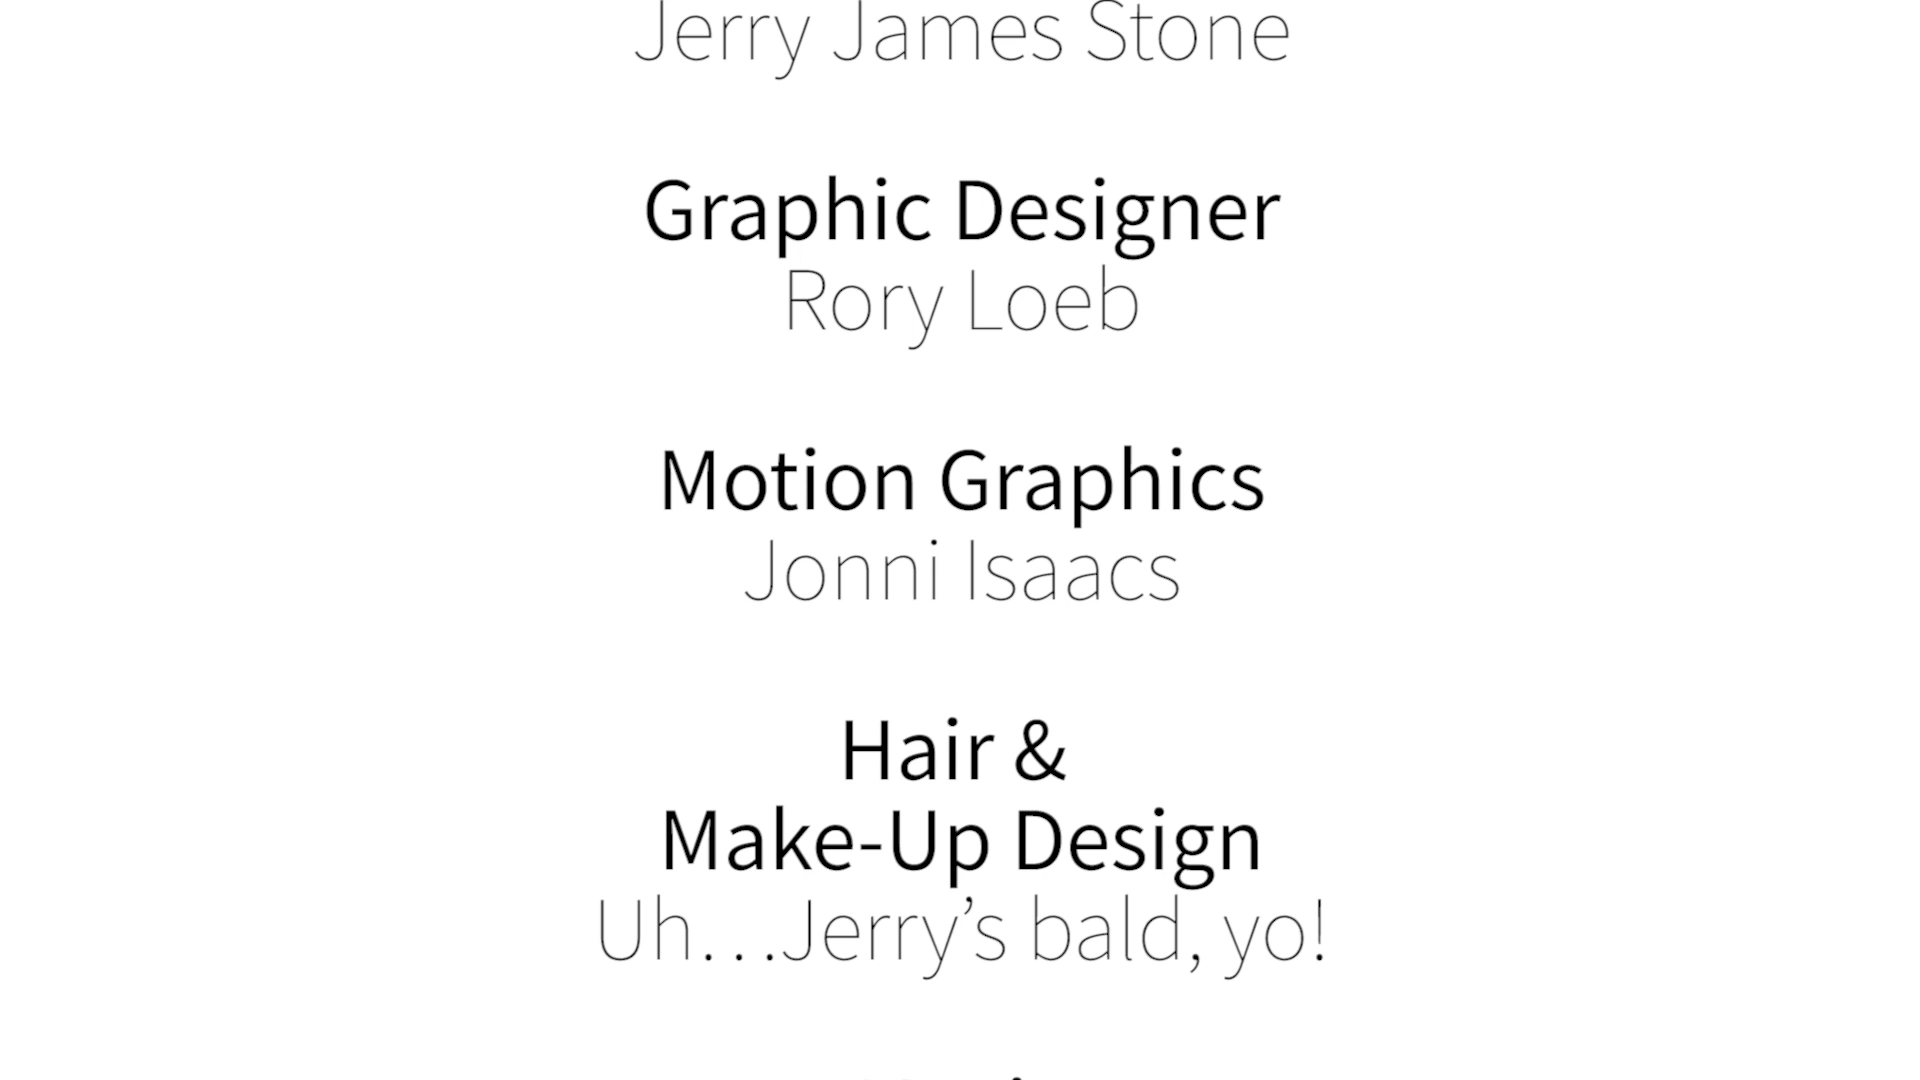 Jerry James Stone
Graphic Designer
Rory Loeb
Motion Graphics
Jonni Isaacs
Hair &
Make-Up Design
Uh…Jerry’s bald, yo!